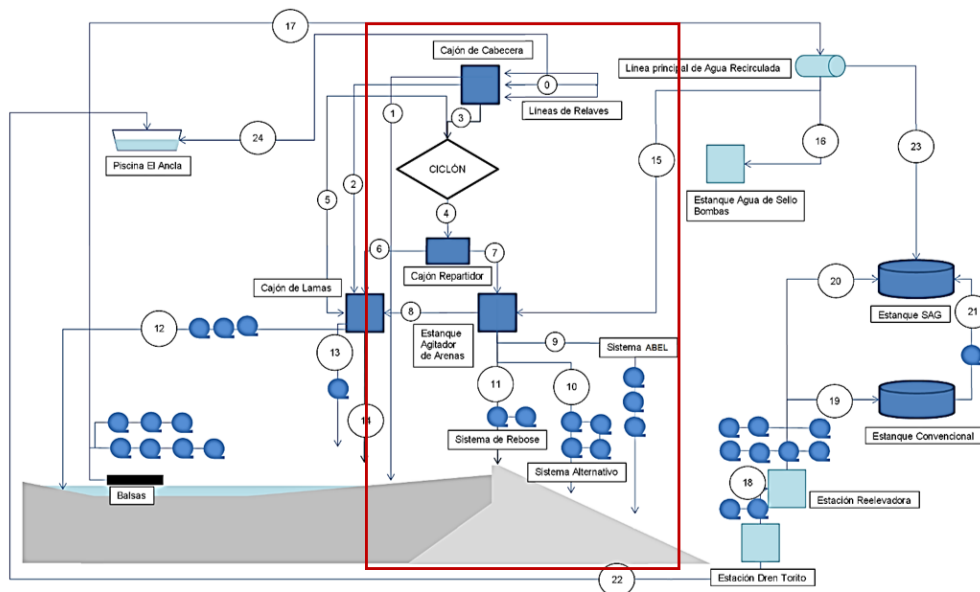 17
Cajón de Cabecera
Línea principal de Agua Recirculada
0
1
Líneas de Relaves
3
24
16
23
15
Piscina El Ancla
CICLÓN
2
5
Estanque Agua de Sello
Bombas
4
6
7
Cajón Repartidor
Cajón de Lamas
20
Estanque SAG
8
21
12
Estanque
Agitador
de Arenas
9
Sistema ABEL
13
11
10
19
14
Sistema de Rebose
Estanque Convencional
Sistema Alternativo
18
Balsas
Estación Reelevadora
22
Estación Dren Torito